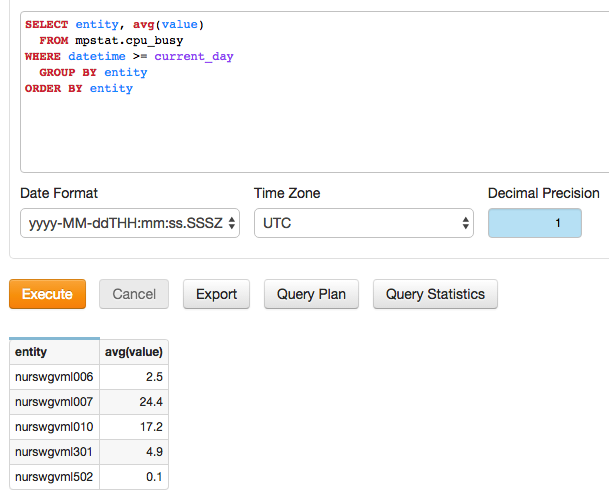 SELECT entity, avg(value)
FROM mpstat.cpu_busy
WHERE datetime >= current_day
GROUP BY entity
ORDER BY entity
Date Format Time Zone Decimal Precision
yyyy-MM-ddTHH:mm:ss.SSSZ UTC 1
Execute Cancel Export Query Plan Query Statistics
entity avg(value)
nurswgvml006 2.5
nurswgvml007 24.4
nurswgvml010 17.2
nurswgvml301 4.9
nurswgvml502 0.1